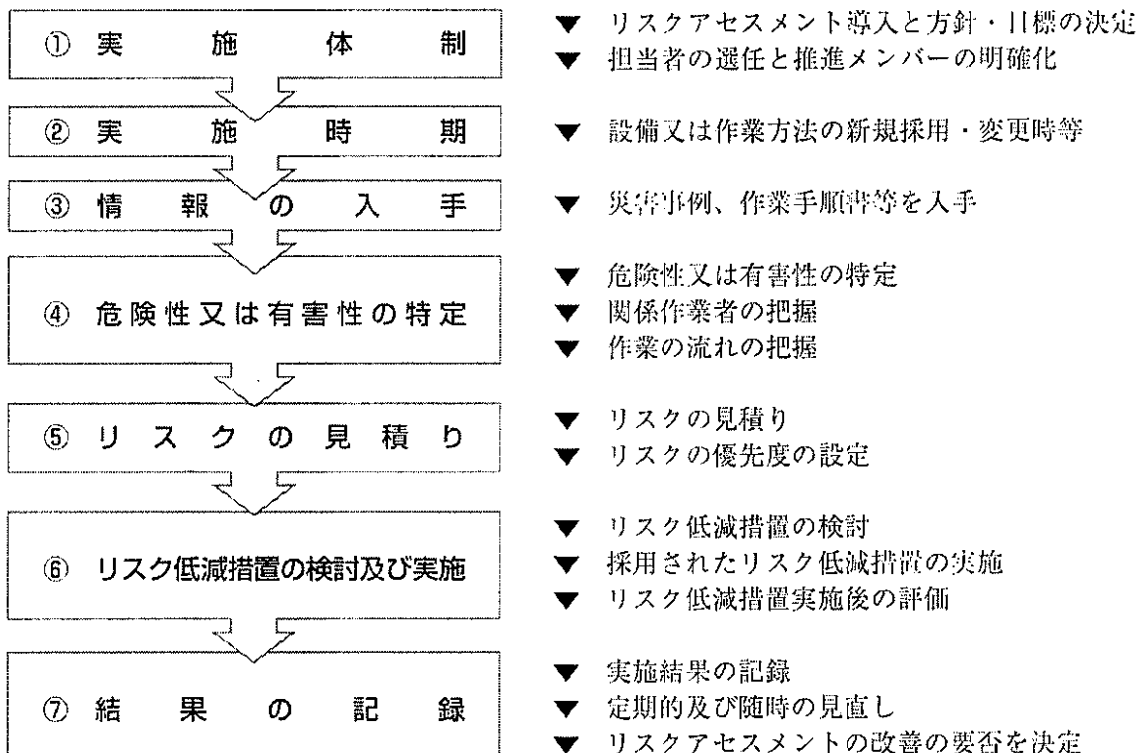 ① 実施体制
▼ リスクアセスメント導入と方針・目標の決定
▼ 担当者の選任と推進メンバーの明確化
② 実施時期
▼ 設備又は作業方法の新規採用・変更時等
③ 情報の入手
▼ 災害事例、作業手順書等を入手
④ 危険性又は有害性の特定
▼ 危険性又は有害性の特定
▼ 関係作業者の把握
▼ 作業の流れの把握
⑤ リスクの見積り
▼ リスクの見積り
▼ リスクの優先度の設定
⑥ リスク低減措置の検討及び実施
▼ リスク低減措置の検討
▼ 採用されたリスク低減措置の実施
▼ リスク低減措置実施後の評価
⑦ 結果の記録
▼ 実施結果の記録
▼ 定期的及び随時の見直し
▼ リスクアセスメントの改善の要否を決定